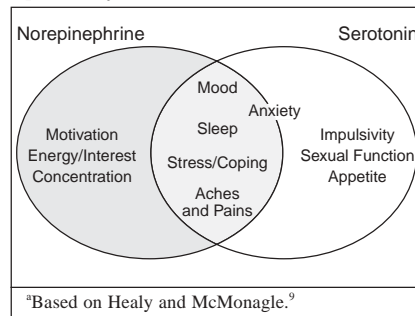 Norepinephrine
Serotonin
Mood
Anxiety
Sleep
Stress/Coping
Aches
and Pains
Motivation
Energy/Interest
Concentration
Impulsivity
Sexual Function
Appetite
aBased on Healy and McMonagle.9